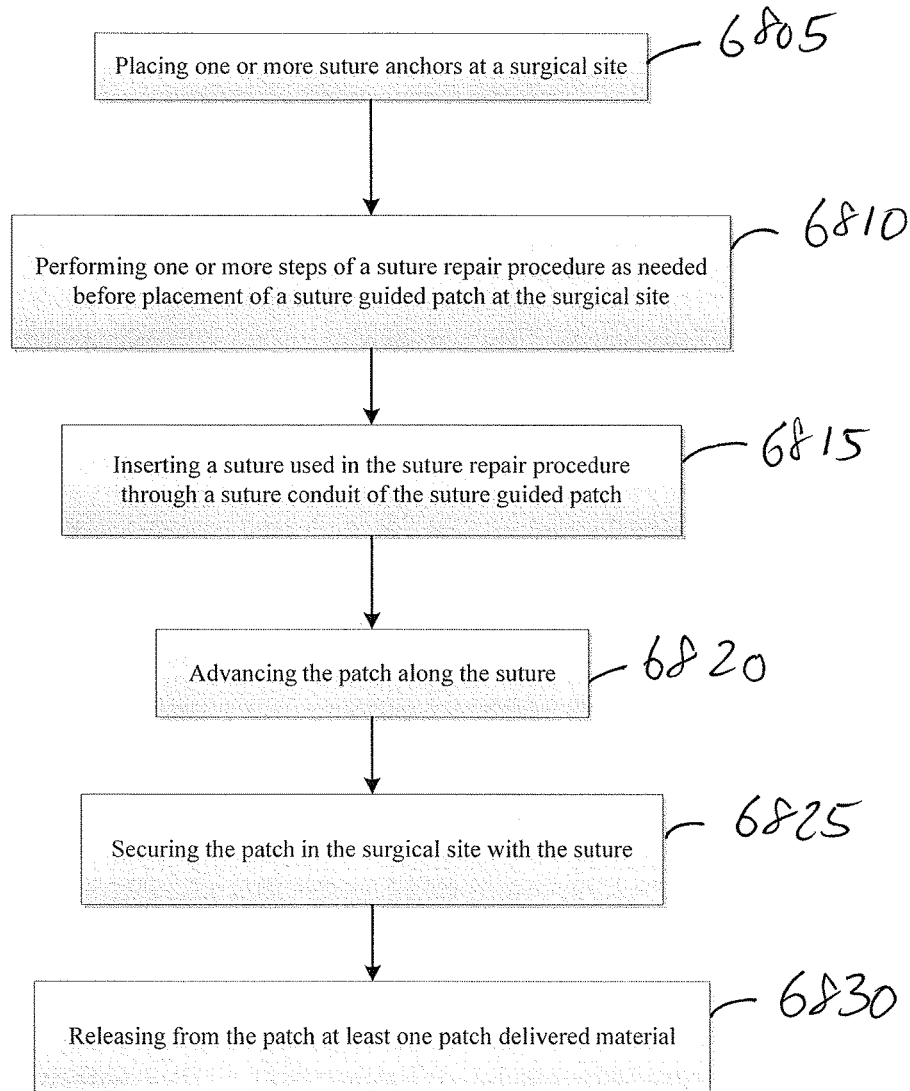 Placing one or more suture anchors at a surgical site
6805
Performing one or more steps of a suture repair procedure as needed
before placement of a suture guided patch at the surgical site
6810
Inserting a suture used in the suture repair procedure
through a suture conduit of the suture guided patch
6815
Advancing the patch along the suture
6820
Securing the patch in the surgical site with the suture
6825
Releasing from the patch at least one patch delivered material
6830